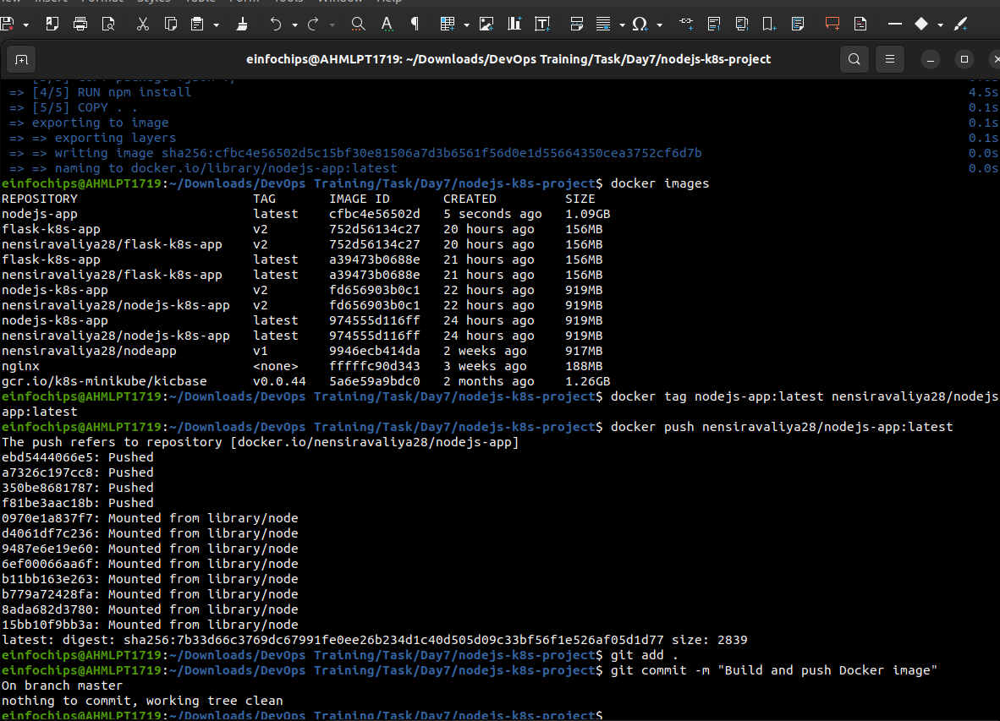 einfochips@AHMLPT1719: ~/Downloads/DevOps Training/Task/Day7/nodejs-k8s-project
=> [4/5] RUN npm install 4.5s
=> [5/5] COPY . . 0.1s
=> exporting to image 0.1s
=> => exporting layers 0.1s
=> => writing image sha256:cfbc4e56502d5c15bf30e81506a7d3b6561f56d0e1d55664350cea3752cf6d7b 0.0s
=> => naming to docker.io/library/nodejs-app:latest 0.0s
einfochips@AHMLPT1719:~/Downloads/DevOps Training/Task/Day7/nodejs-k8s-project$ docker images
REPOSITORY TAG IMAGE ID CREATED SIZE
nodejs-app latest cfbc4e56502d 5 seconds ago 1.09GB
flask-k8s-app v2 752d56134c27 20 hours ago 156MB
nensiravaliya28/flask-k8s-app v2 752d56134c27 20 hours ago 156MB
flask-k8s-app latest a39473b0688e 21 hours ago 156MB
nensiravaliya28/flask-k8s-app latest a39473b0688e 21 hours ago 156MB
nodejs-k8s-app v2 fd656903b0c1 22 hours ago 919MB
nensiravaliya28/nodejs-k8s-app v2 fd656903b0c1 22 hours ago 919MB
nodejs-k8s-app latest 974555d116ff 24 hours ago 919MB
nensiravaliya28/nodejs-k8s-app latest 974555d116ff 24 hours ago 919MB
nensiravaliya28/nodeapp v1 9946ecb414da 2 weeks ago 917MB
nginx <none> fffffc90d343 3 weeks ago 188MB
gcr.io/k8s-minikube/kicbase v0.0.44 5a6e59a9bdc0 2 months ago 1.26GB
einfochips@AHMLPT1719:~/Downloads/DevOps Training/Task/Day7/nodejs-k8s-project$ docker tag nodejs-app:latest nensiravaliya28/nodejs
app:latest
einfochips@AHMLPT1719:~/Downloads/DevOps Training/Task/Day7/nodejs-k8s-project$ docker push nensiravaliya28/nodejs-app:latest
The push refers to repository [docker.io/nensiravaliya28/nodejs-app]
ebd5444066e5: Pushed
a7326c197cc8: Pushed
350be8681787: Pushed
f81be3aac18b: Pushed
0970e1a837f7: Mounted from library/node
d4061df7c236: Mounted from library/node
9487e6e19e60: Mounted from library/node
6ef00066aa6f: Mounted from library/node
b11bb163e263: Mounted from library/node
b779a72428fa: Mounted from library/node
8ada682d3780: Mounted from library/node
15bb10f9bb3a: Mounted from library/node
latest: digest: sha256:7b33d66c3769dc67991fe0ee26b234d1c40d505d09c33bf56f1e526af05d1d77 size: 2839
einfochips@AHMLPT1719:~/Downloads/DevOps Training/Task/Day7/nodejs-k8s-project$ git add .
einfochips@AHMLPT1719:~/Downloads/DevOps Training/Task/Day7/nodejs-k8s-project$ git commit -m "Build and push Docker image"
On branch master
nothing to commit, working tree clean
einfochips@AHMLPT1719:~/Downloads/DevOps Training/Task/Day7/nodejs-k8s-project$